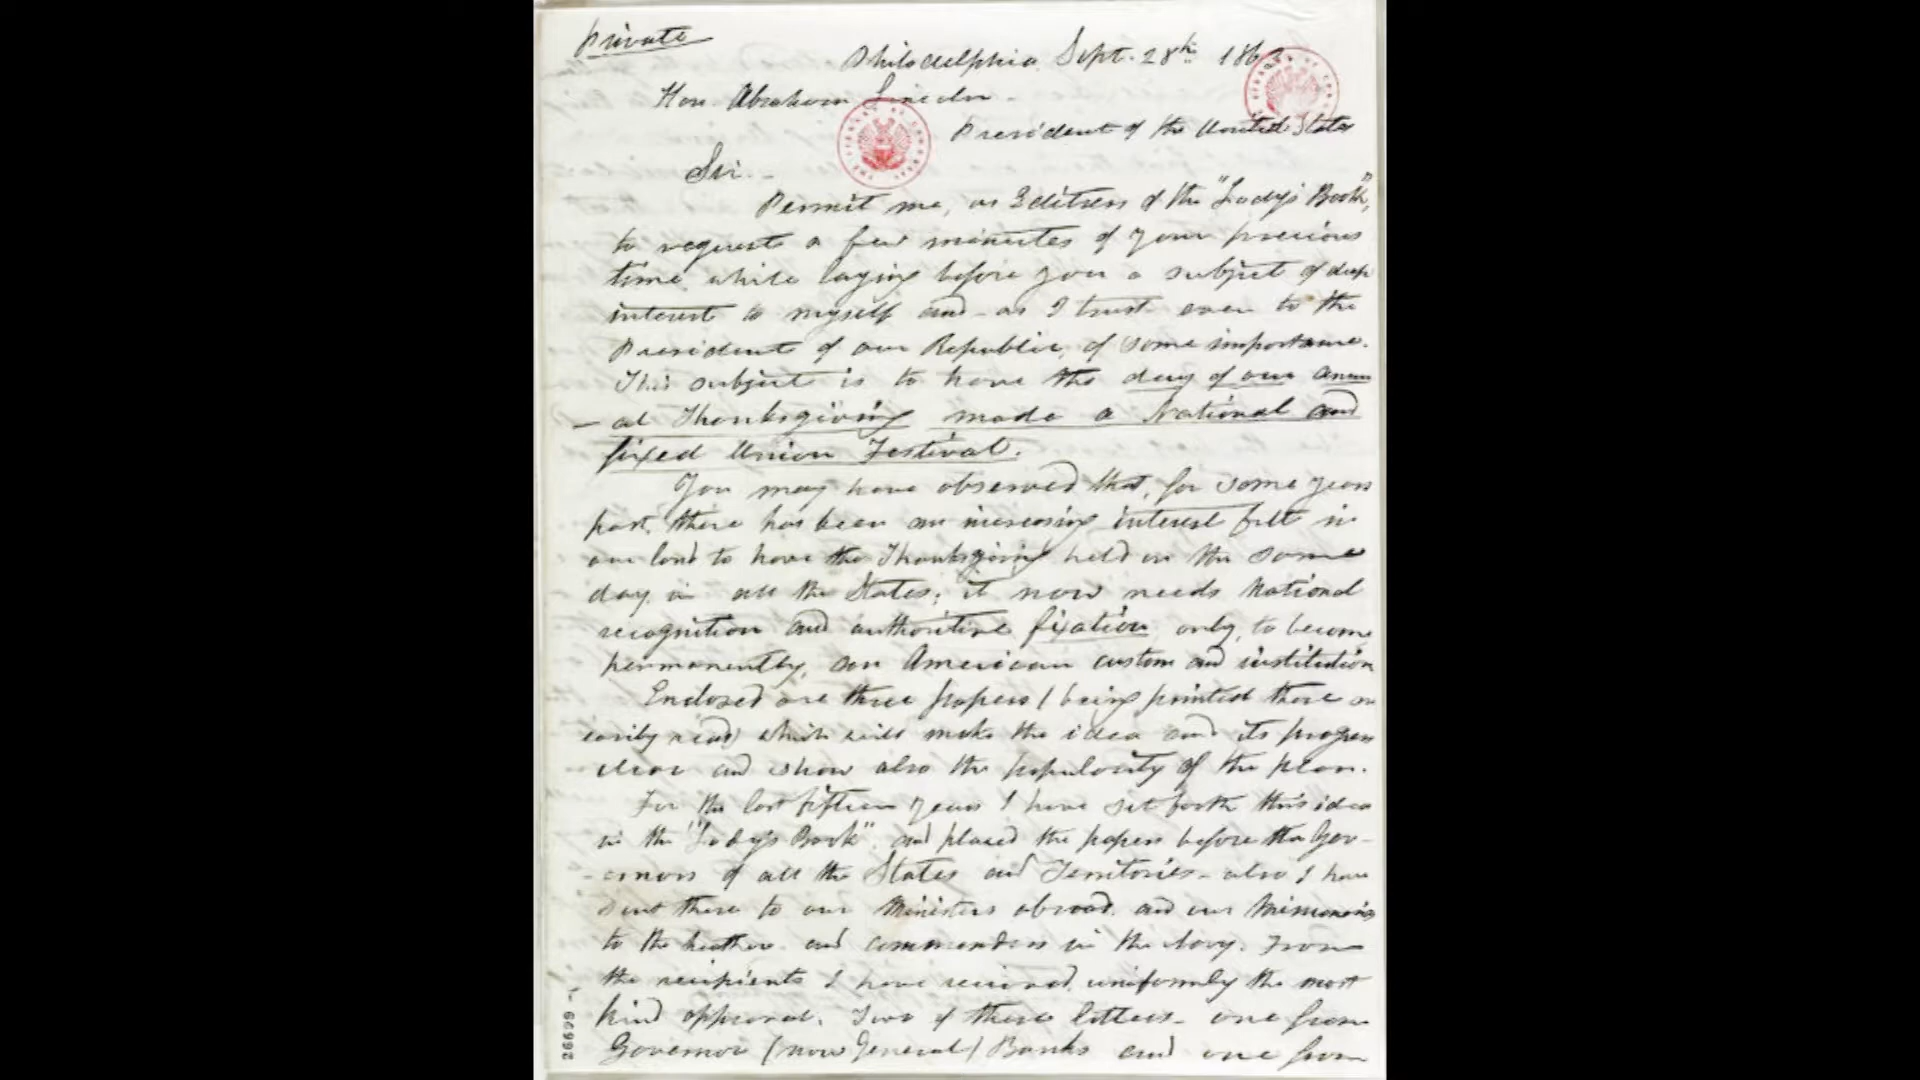 private
Philadelphia, Sept. 28th 1863.
Hon. Abraham Lincoln -
President of the United States
THE LIBRARY OF CONGRESS
Sir. -
Permit me, as Editress of the "Lady's Book",
to request a few minutes of your precious
time, while laying before you a subject of deep
interest to myself and - as I trust - even to the
President of our Republic, of some importance.
This subject is to have the day of our annu
- al Thanksgiving made a National and
fixed Union Festival.
You may have observed that, for some years
past, there has been an increasing interest felt in
our land to have the Thanksgiving held on the same
day, in all the States; it now needs National
recognition and authoritive fixation, only, to become
permanently, an American custom and institution
Enclosed are three papers (being printed these are
easily read) which will make the idea and its progress
clear and show also the popularity of the plan.
For the last fifteen years I have set forth this idea
in the "Lady's Book", and placed the papers before the Gov-
- ernors of all the States and Territories - also I have
sent these to our Ministers abroad, and our Missionaries
to the heathen - and commanders in the Navy. From
the recipients I have received, uniformly the most
kind approval. Two of these letters - one from
Governor (now General) Banks and one from
26699